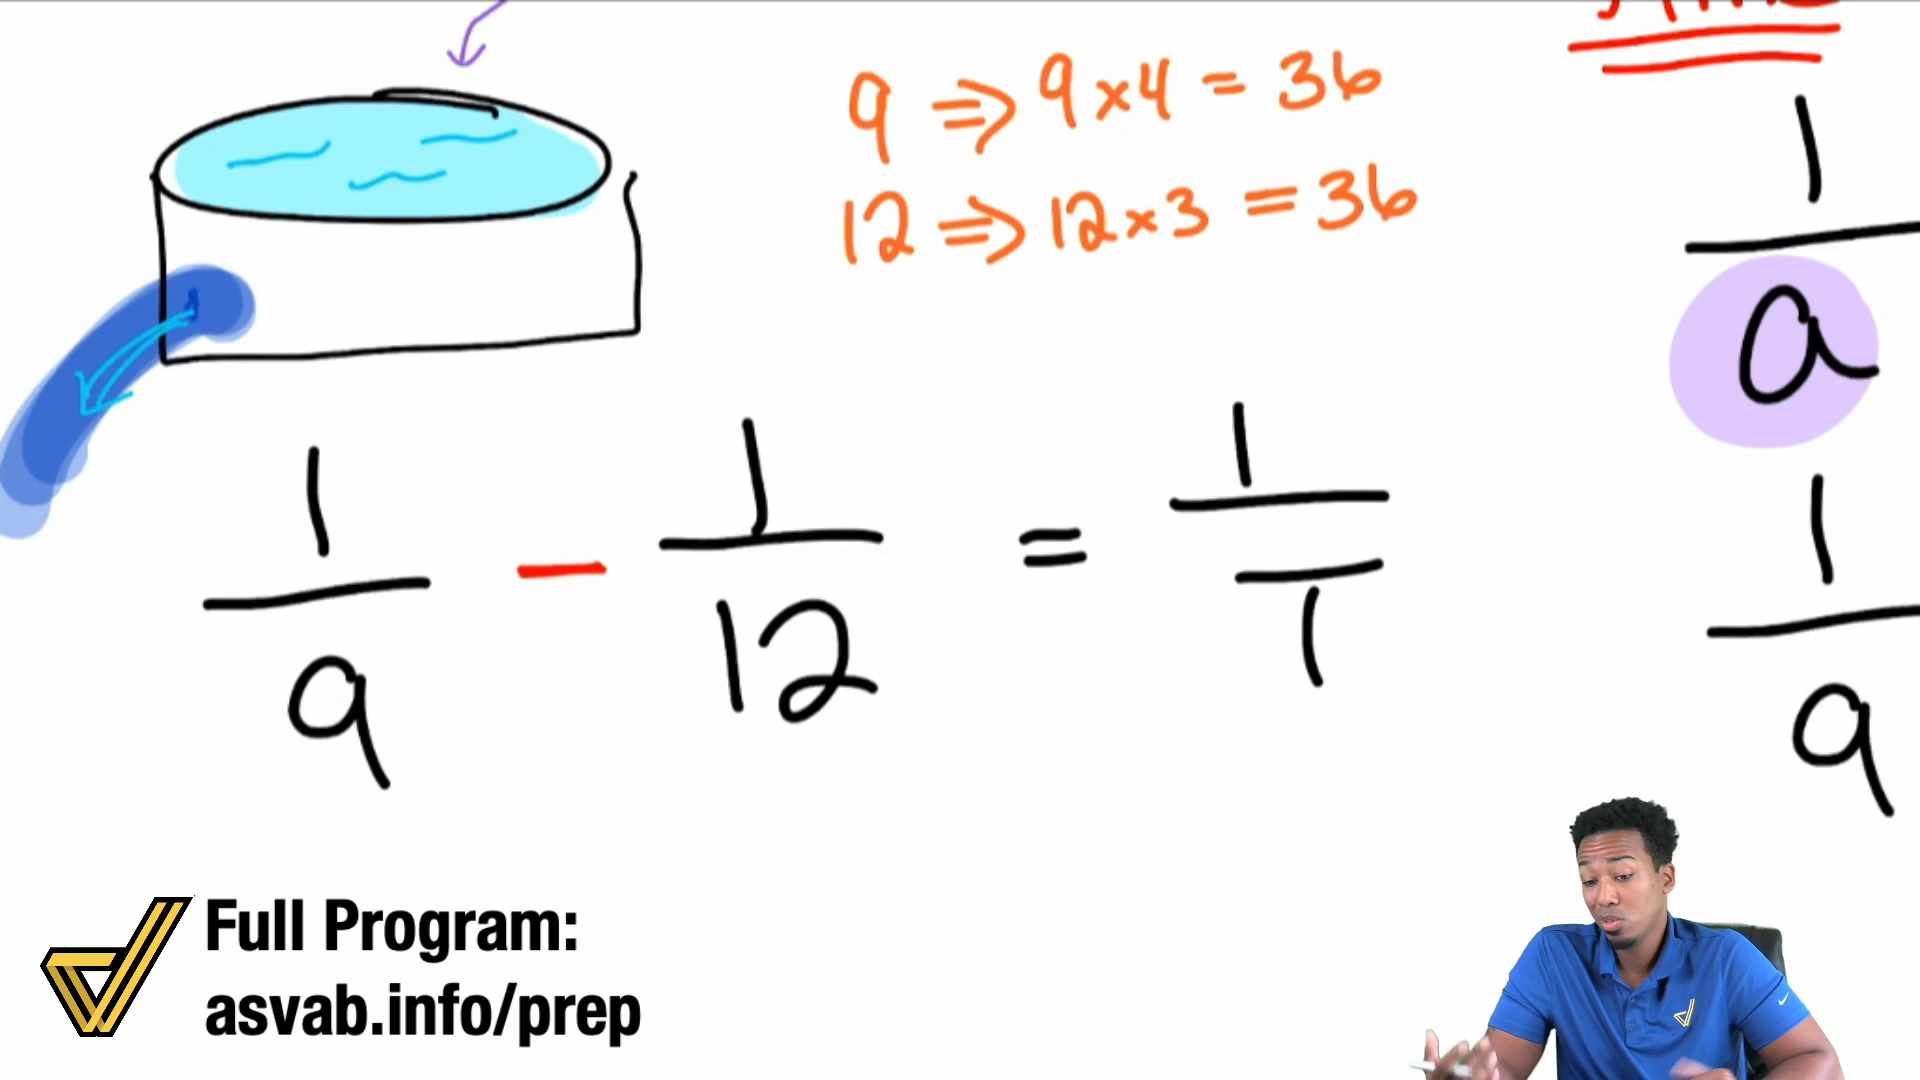 9 ⇒ 9 × 4 = 36
12 ⇒ 12 × 3 = 36
1/a
1/9 - 1/12 = 1/T
1/9
Full Program:
asvab.info/prep